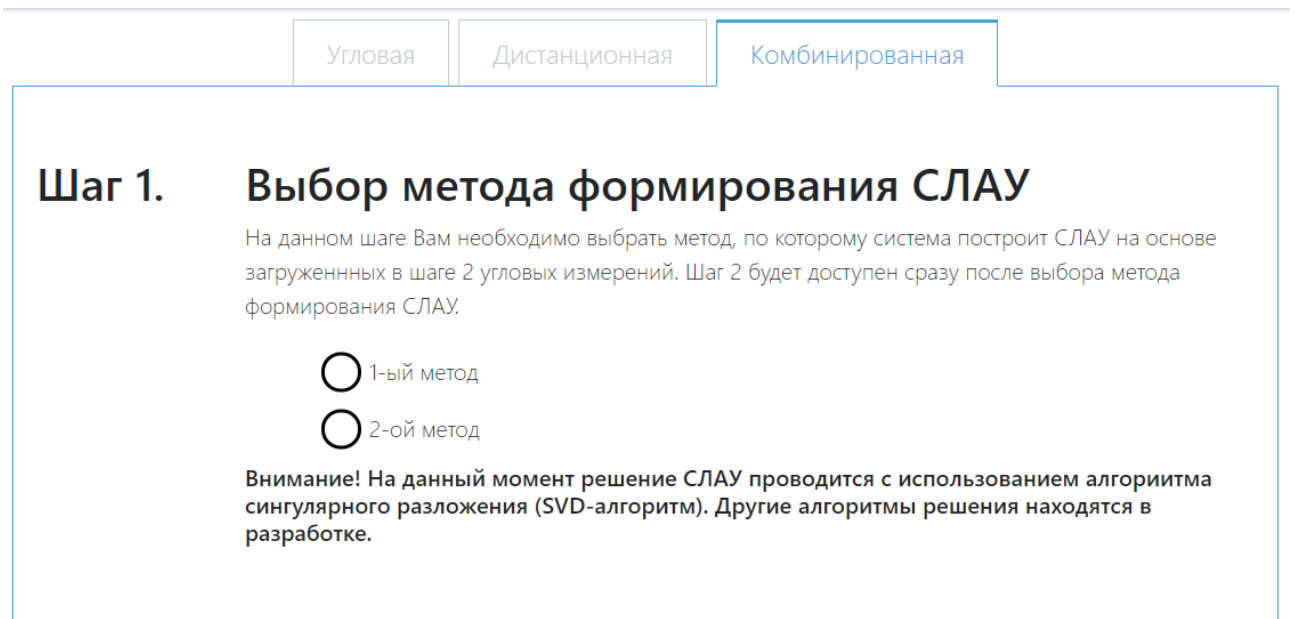 Угловая
Дистанционная
Комбинированная
Шаг 1.
Выбор метода формирования СЛАУ
На данном шаге Вам необходимо выбрать метод, по которому система построит СЛАУ на основе
загруженнных в шаге 2 угловых измерений. Шаг 2 будет доступен сразу после выбора метода
формирования СЛАУ.
1-ый метод
2-ой метод
Внимание! На данный момент решение СЛАУ проводится с использованием алгориитма
сингулярного разложения (SVD-алгоритм). Другие алгоритмы решения находятся в
разработке.